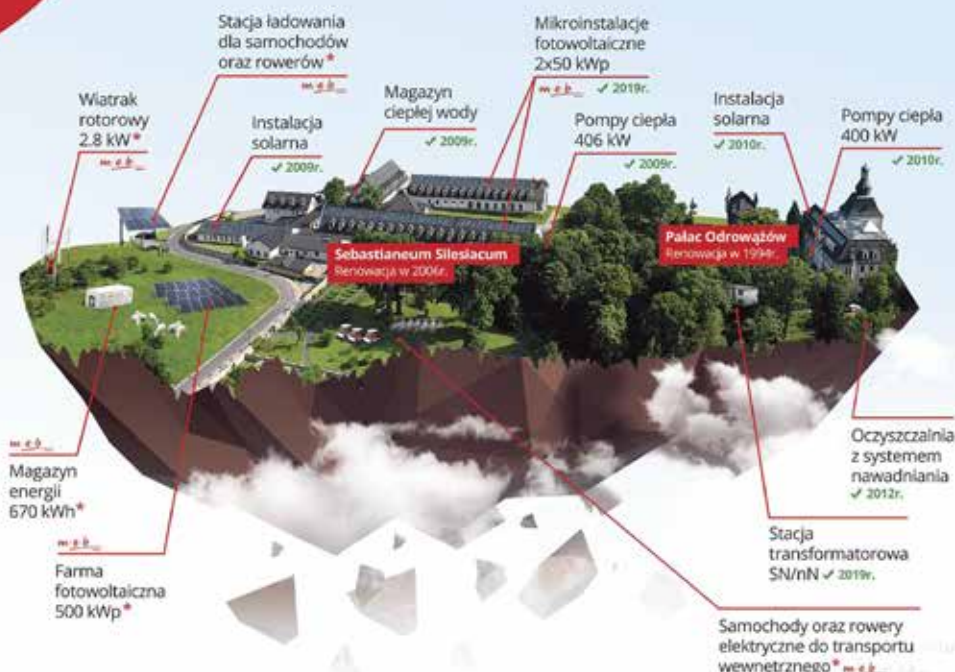 Stacja ładowania
dla samochodów
oraz rowerów*
m.e.b.
Mikroinstalacje
fotowoltaiczne
2x50 kWp
m.e.b. ✓ 2019r.
Wiatrak
rotorowy
2.8 kW*
m.e.b.
Instalacja
solarna
✓ 2009r.
Magazyn
ciepłej wody
✓ 2009r.
Pompy ciepła
406 kW
✓ 2009r.
Instalacja
solarna
✓ 2010r.
Pompy ciepła
400 kW
✓ 2010r.
Sebastianeum Silesiacum
Renowacja w 2006r.
Pałac Odrowążów
Renowacja w 1994r.
m.e.b.
Magazyn
energii
670 kWh*
m.e.b.
Farma
fotowoltaiczna
500 kWp*
Oczyszczalnia
z systemem
nawadniania
✓ 2012r.
Stacja
transformatorowa
SN/nN ✓ 2019r.
Samochody oraz rowery
elektryczne do transportu
wewnętrznego* m.e.b.